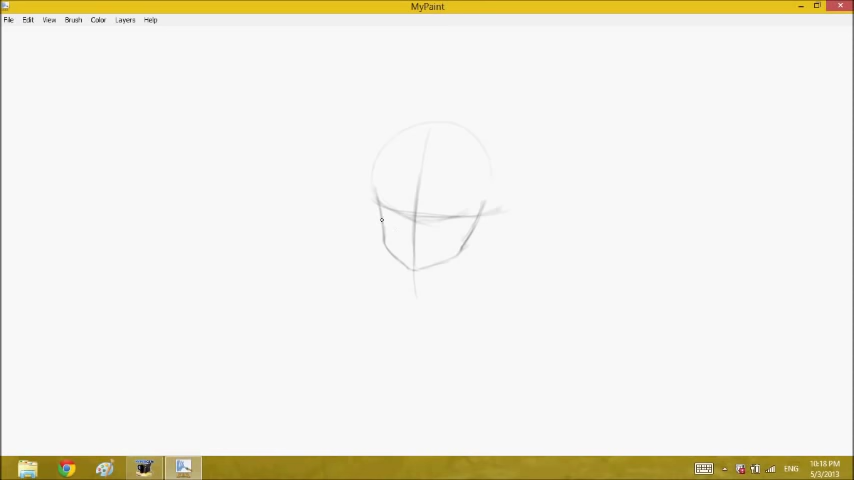 MyPaint
File Edit View Brush Color Layers Help
ENG
10:18 PM
5/3/2013